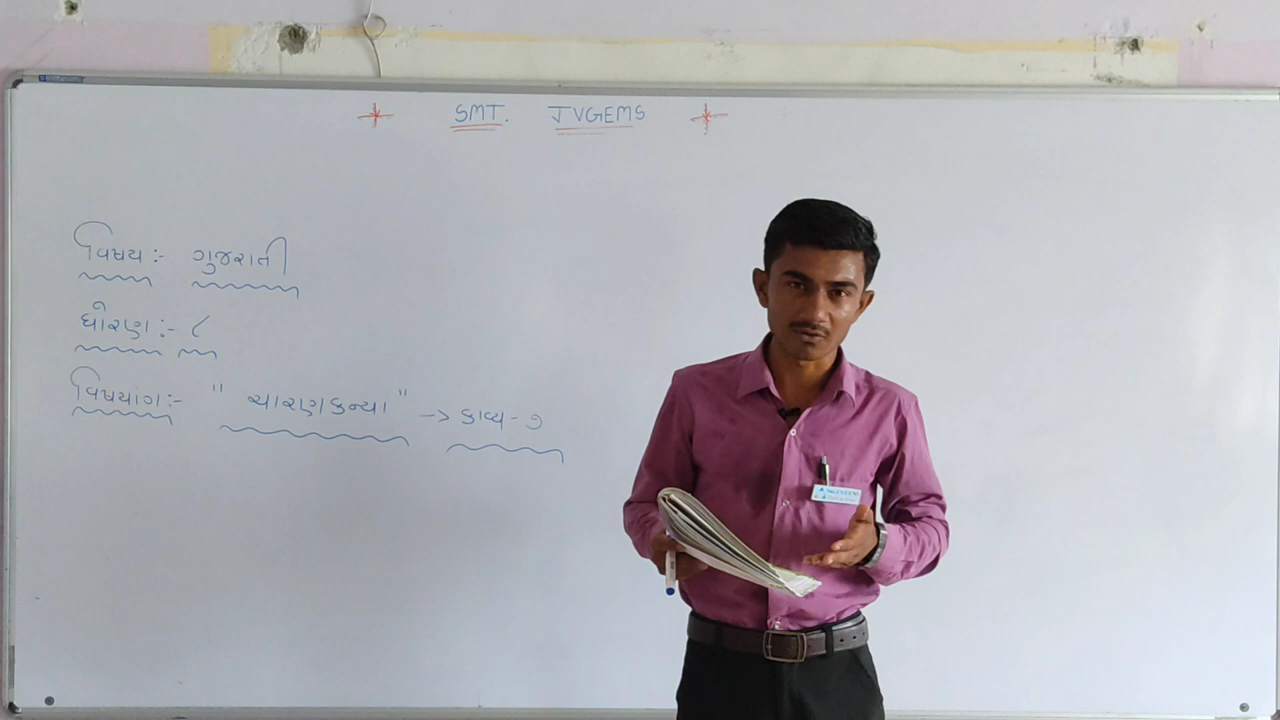 SMT. JVGEMS
વિષય :- ગુજરાતી
ધોરણ :- ૮
વિષયાંગ :- " ચારણકન્યા " -> કાવ્ય - ૭